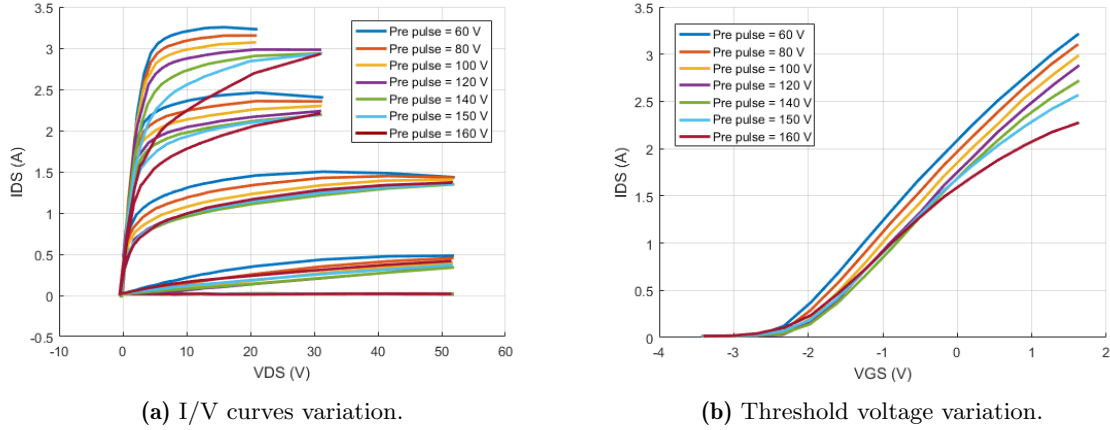 3.5
3
2.5
2
1.5
1
0.5
0
-0.5
-10
0
10
20
30
40
50
60
IDS (A)
VDS (V)
Pre pulse = 60 V
Pre pulse = 80 V
Pre pulse = 100 V
Pre pulse = 120 V
Pre pulse = 140 V
Pre pulse = 150 V
Pre pulse = 160 V
(a) I/V curves variation.
3.5
3
2.5
2
1.5
1
0.5
0
-4
-3
-2
-1
0
1
2
IDS (A)
VGS (V)
Pre pulse = 60 V
Pre pulse = 80 V
Pre pulse = 100 V
Pre pulse = 120 V
Pre pulse = 140 V
Pre pulse = 150 V
Pre pulse = 160 V
(b) Threshold voltage variation.